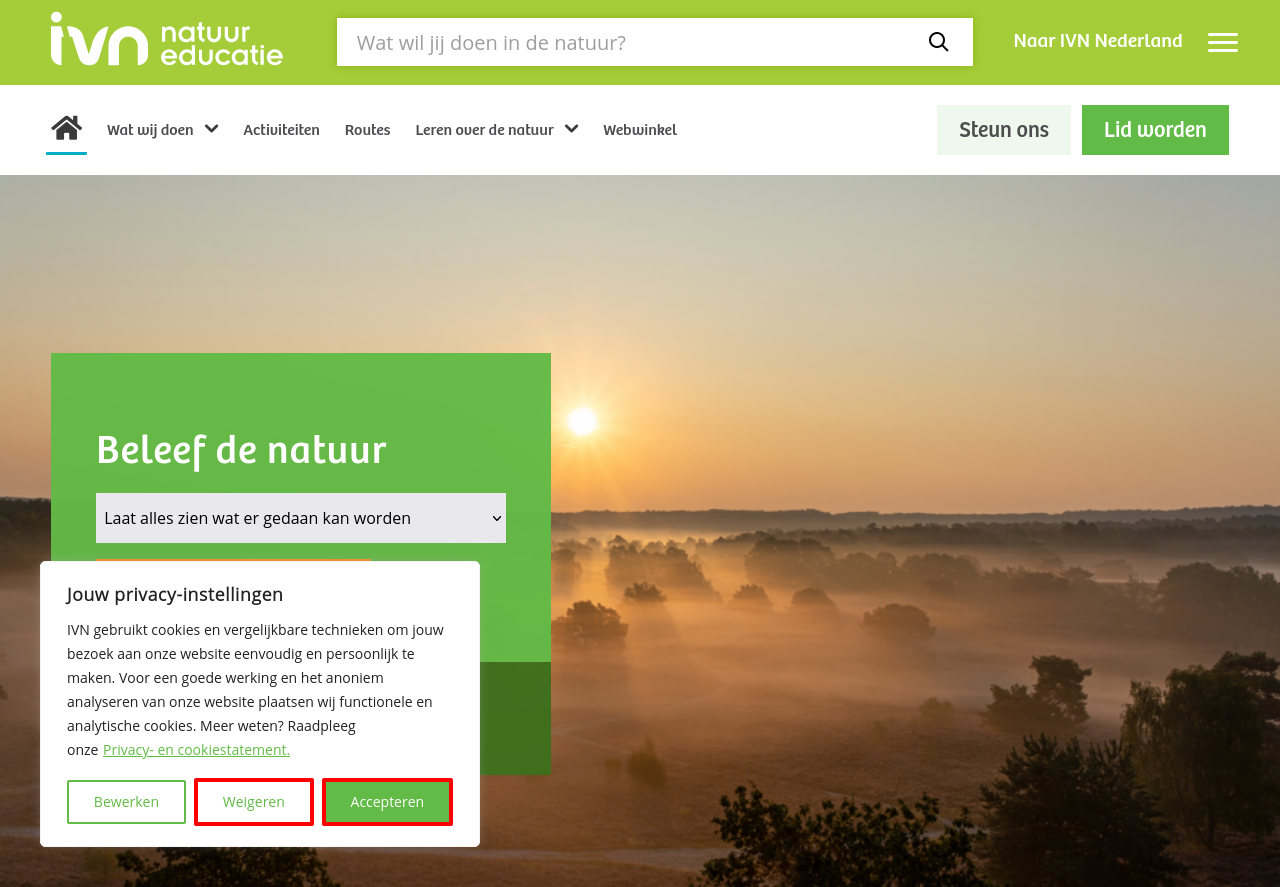 ivn natuur
educatie
Wat wil jij doen in de natuur?
Naar IVN Nederland
Wat wij doen
Activiteiten
Routes
Leren over de natuur
Webwinkel
Steun ons
Lid worden
Beleef de natuur
Laat alles zien wat er gedaan kan worden
Jouw privacy-instellingen
IVN gebruikt cookies en vergelijkbare technieken om jouw
bezoek aan onze website eenvoudig en persoonlijk te
maken. Voor een goede werking en het anoniem
analyseren van onze website plaatsen wij functionele en
analytische cookies. Meer weten? Raadpleeg
onze Privacy- en cookiestatement.
Bewerken
Weigeren
Accepteren